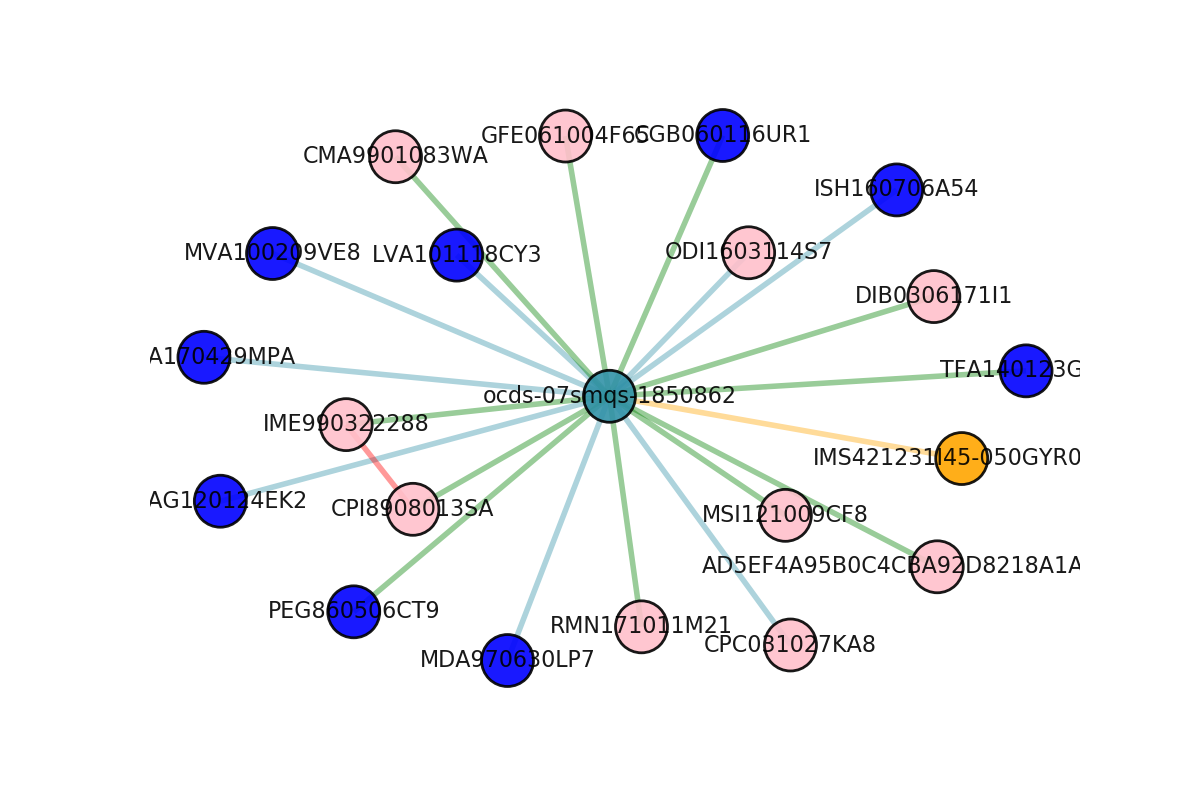 GFE061004F65
CGB060116UR1
CMA9901083WA
ISH160706A54
MVA100209VE8
LVA101118CY3
ODI1603114S7
DIB0306171I1
A170429MPA
TFA140123G
ocds-07smqs-1850862
IME990322288
IMS421231I45-050GYR0
AG120124EK2
CPI8908013SA
MSI121009CF8
AD5EF4A95B0C4CBA92D8218A1A
PEG860506CT9
RMN171011M21
CPC031027KA8
MDA970630LP7